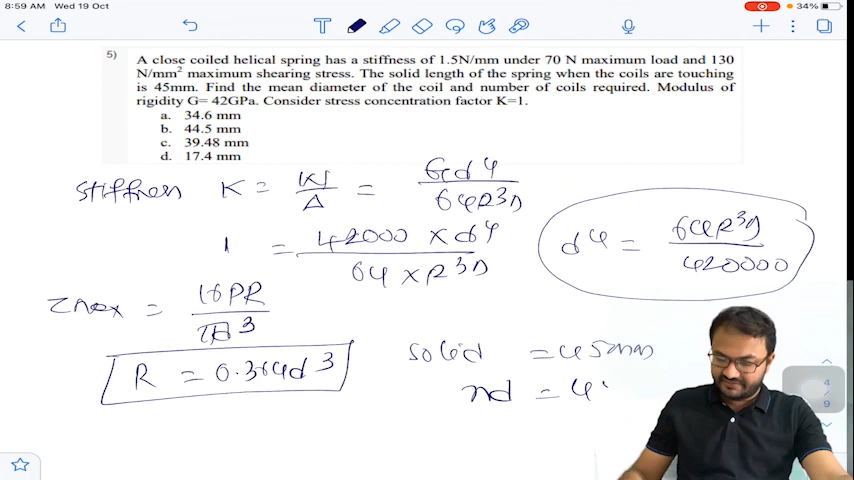 8:59 AM Wed 19 Oct
34%
T
5)
A close coiled helical spring has a stiffness of 1.5N/mm under 70 N maximum load and 130
N/mm² maximum shearing stress. The solid length of the spring when the coils are touching
is 45mm. Find the mean diameter of the coil and number of coils required. Modulus of
rigidity G= 42GPa. Consider stress concentration factor K=1.
a. 34.6 mm
b. 44.5 mm
c. 39.48 mm
d. 17.4 mm
stiffness K = W/Δ = Gd⁴/64R³n
1 = 42000 × d⁴/64 × R³n
d⁴ = 64R³n/420000
τmax = 16PR/πd³
R = 0.364d³
solid = 45mm
nd = 4
4
9